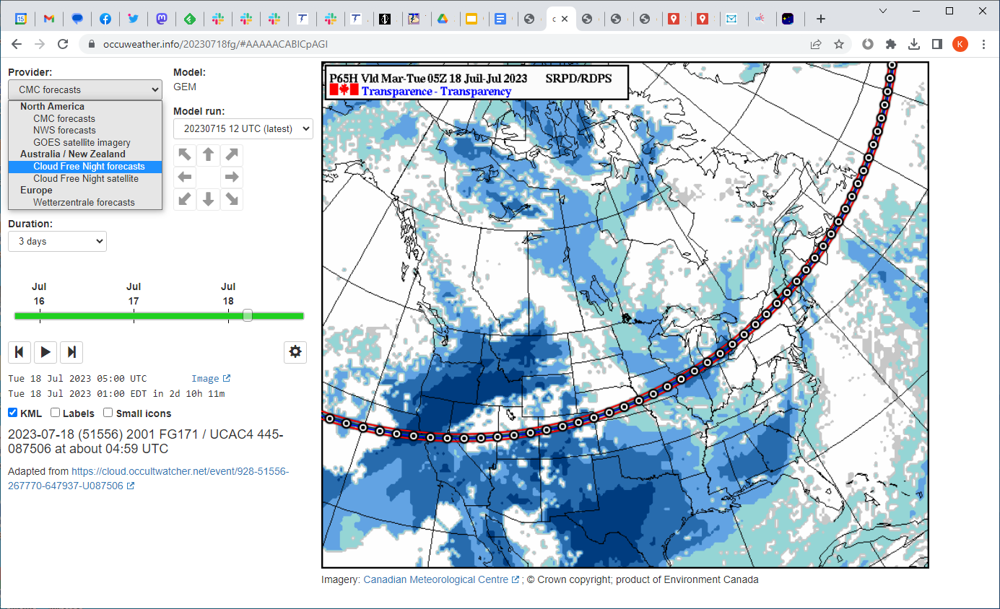 15
occuweather.info/20230718fg/#AAAAACABICpAGI
K
Provider:
CMC forecasts
North America
CMC forecasts
NWS forecasts
GOES satellite imagery
Australia / New Zealand
Cloud Free Night forecasts
Cloud Free Night satellite
Europe
Wetterzentrale forecasts
Model:
GEM
Model run:
20230715 12 UTC (latest)
Duration:
3 days
Jul Jul Jul
16 17 18
Tue 18 Jul 2023 05:00 UTC Image
Tue 18 Jul 2023 01:00 EDT in 2d 10h 11m
KML Labels Small icons
2023-07-18 (51556) 2001 FG171 / UCAC4 445-
087506 at about 04:59 UTC
Adapted from https://cloud.occultwatcher.net/event/928-51556-
267770-647937-U087506
P65H Vld Mar-Tue 05Z 18 Juil-Jul 2023 SRPD/RDPS
Transparence - Transparency
Imagery: Canadian Meteorological Centre ; © Crown copyright; product of Environment Canada